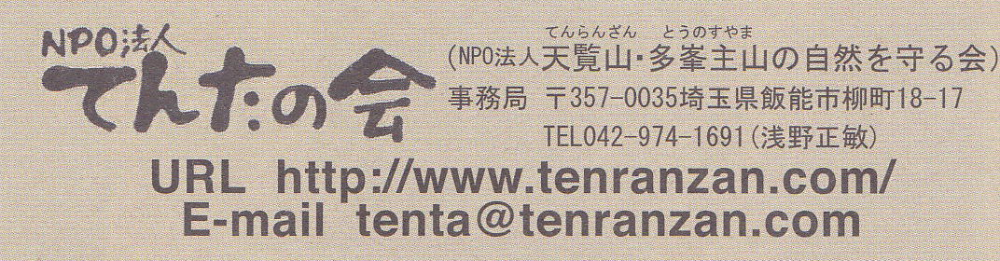 NPO法人
てんたの会
てんらんざん とうのすやま
(NPO法人天覧山・多峯主山の自然を守る会)
事務局 〒357-0035埼玉県飯能市柳町18-17
TEL042-974-1691(浅野正敏)
URL http://www.tenranzan.com/
E-mail tenta@tenranzan.com